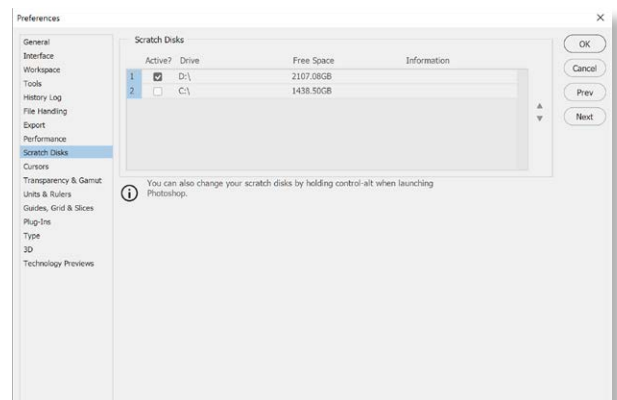 Preferences
General
Interface
Workspace
Tools
History Log
File Handling
Export
Performance
Scratch Disks
Cursors
Transparency & Gamut
Units & Rulers
Guides, Grid & Slices
Plug-Ins
Type
3D
Technology Previews
Scratch Disks
Active? Drive Free Space Information
1 D:\ 2107.08GB
2 C:\ 1438.50GB
You can also change your scratch disks by holding control-alt when launching
Photoshop.
OK
Cancel
Prev
Next